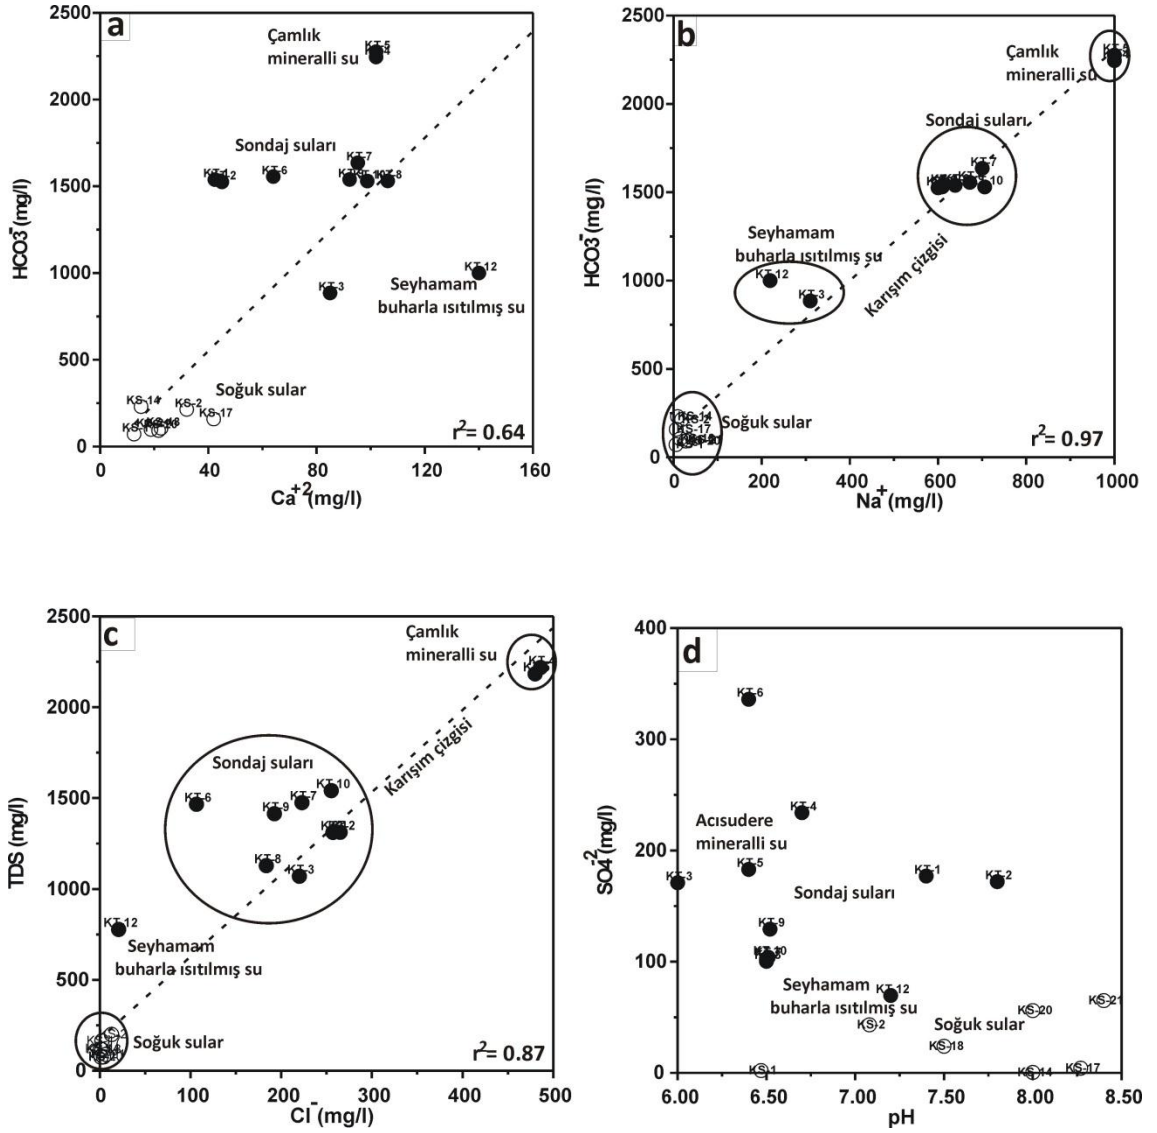 a
2500
2000
1500
1000
500
0
HCO3⁻(mg/l)
Çamlık
mineralli su
KT-5
Sondaj suları
KT-7
KT-6
KT-8
KT-12
KT-3
Seyhamam
buharla ısıtılmış su
Soğuk sular
KS-14
KS-2
KS-17
r²= 0.64
0
40
80
120
160
Ca⁺²(mg/l)
b
2500
2000
1500
1000
500
0
HCO3⁻(mg/l)
Çamlık
mineralli su
KT-5
Sondaj suları
KT-7
Seyhamam
buharla ısıtılmış su
KT-12
KT-3
Karışım çizgisi
KS-14
KS-2
KS-17
Soğuk sular
r²= 0.97
0
200
400
600
800
1000
Na⁺(mg/l)
c
2500
2000
1500
1000
500
0
TDS (mg/l)
Çamlık
mineralli su
Karışım çizgisi
Sondaj suları
KT-10
KT-7
KT-6
KT-9
KT-8
KT-3
KT-12
Seyhamam
buharla ısıtılmış su
Soğuk sular
r²= 0.87
0
100
200
300
400
500
Cl⁻(mg/l)
d
400
300
200
100
0
SO4⁻²(mg/l)
KT-6
KT-4
Acısudere
mineralli su
KT-5
KT-3
KT-1
KT-2
Sondaj suları
KT-9
KT-10
Seyhamam
buharla ısıtılmış su
KT-12
KS-21
KS-20
KS-2
Soğuk sular
KS-18
KS-1
KS-14
KS-17
6.00
6.50
7.00
7.50
8.00
8.50
pH